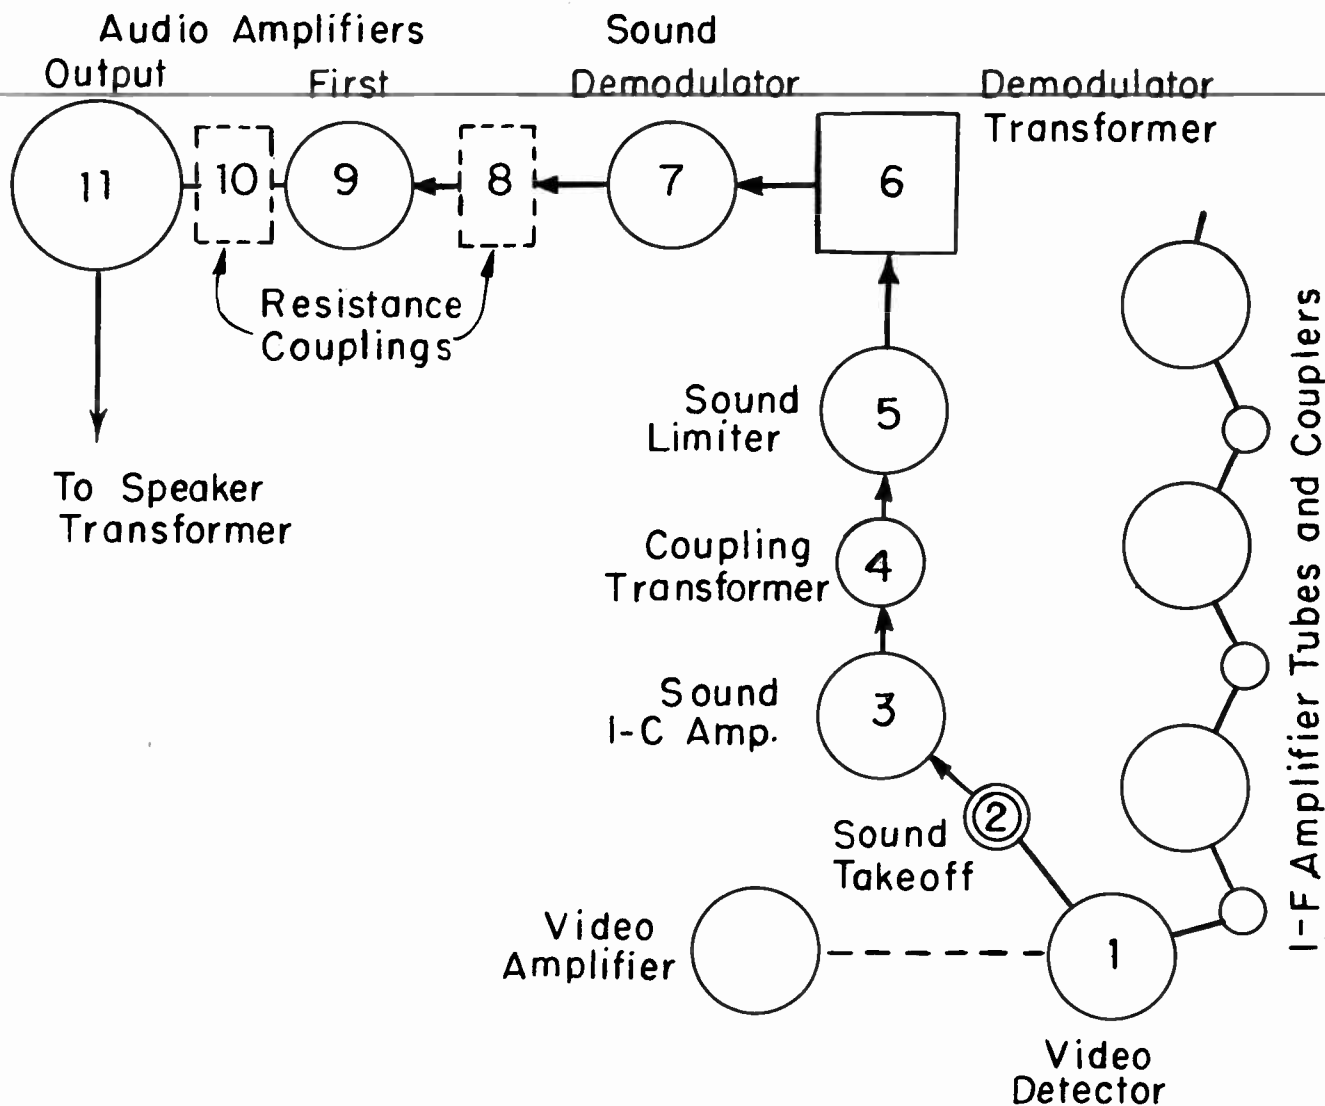 Audio Amplifiers
Output
First
Sound
Demodulator
Demodulator
Transformer
11
10
9
8
7
6
Resistance
Couplings
To Speaker
Transformer
Sound
Limiter
5
Coupling
Transformer
4
Sound
I-C Amp.
3
2
Sound
Takeoff
Video
Amplifier
1
Video
Detector
I-F Amplifier Tubes and Couplers